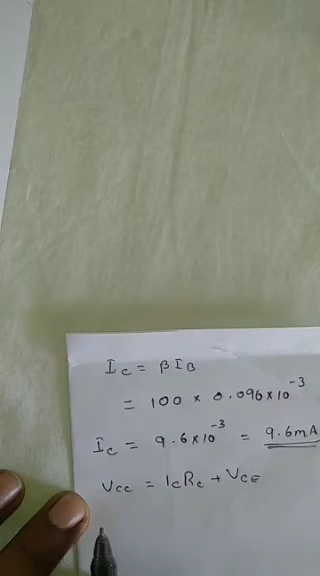 Ic = βIB
= 100 × 0.096×10⁻³
Ic = 9.6×10⁻³ = 9.6mA
Vcc = IcRc + VCE